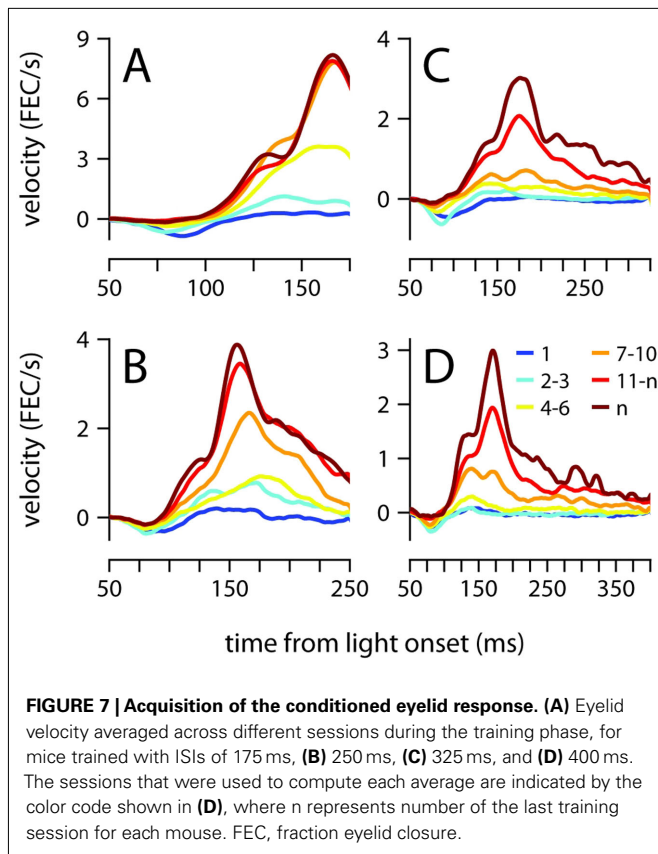 A
C
velocity (FEC/s)
9
6
3
0
50
100
150
4
2
0
50
150
250
B
D
velocity (FEC/s)
4
2
0
50
150
250
3
2
1
0
50
150
250
350
1
2-3
4-6
7-10
11-n
n
time from light onset (ms)
FIGURE 7 | Acquisition of the conditioned eyelid response. (A) Eyelid
velocity averaged across different sessions during the training phase, for
mice trained with ISIs of 175 ms, (B) 250 ms, (C) 325 ms, and (D) 400 ms.
The sessions that were used to compute each average are indicated by the
color code shown in (D), where n represents number of the last training
session for each mouse. FEC, fraction eyelid closure.